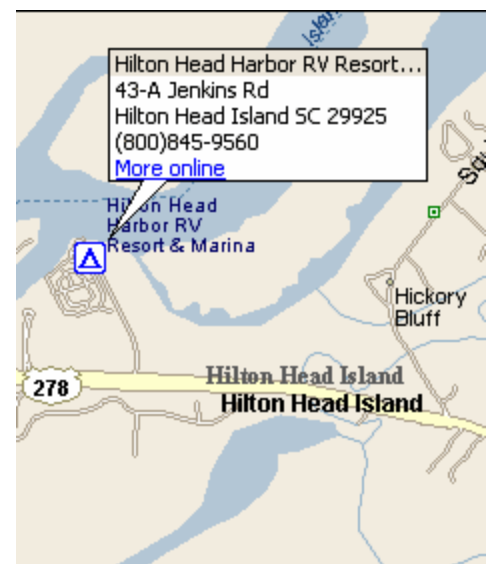 Island
Hilton Head Harbor RV Resort...
43-A Jenkins Rd
Hilton Head Island SC 29925
(800)845-9560
More online
Hilton Head
Harbor RV
Resort & Marina
Hickory
Bluff
Hilton Head Island
278
Hilton Head Island